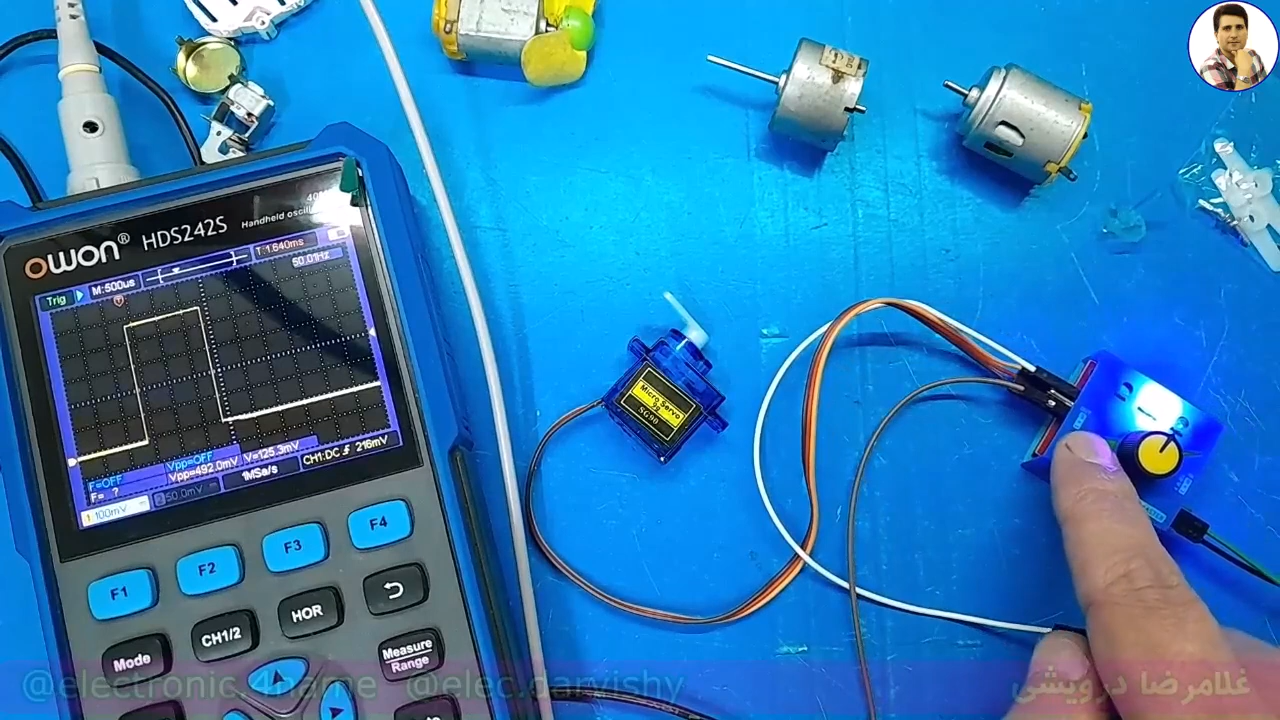 OWON® HDS242S
Handheld oscil
Trig M:500us T:1.640ms
50.01Hz
Vpp=OFF
Vpp=492.0mV V=125.3mV
F=OFF
F= ?
1MSa/s CH1:DC 216mV
1 100mV 2 50.0mV
F1 F2 F3 F4
CH1/2 HOR
Mode
Measure/
Range
Micro Servo
SG90
@electronic.4name @elec.darvishy
غلامرضا درویشی